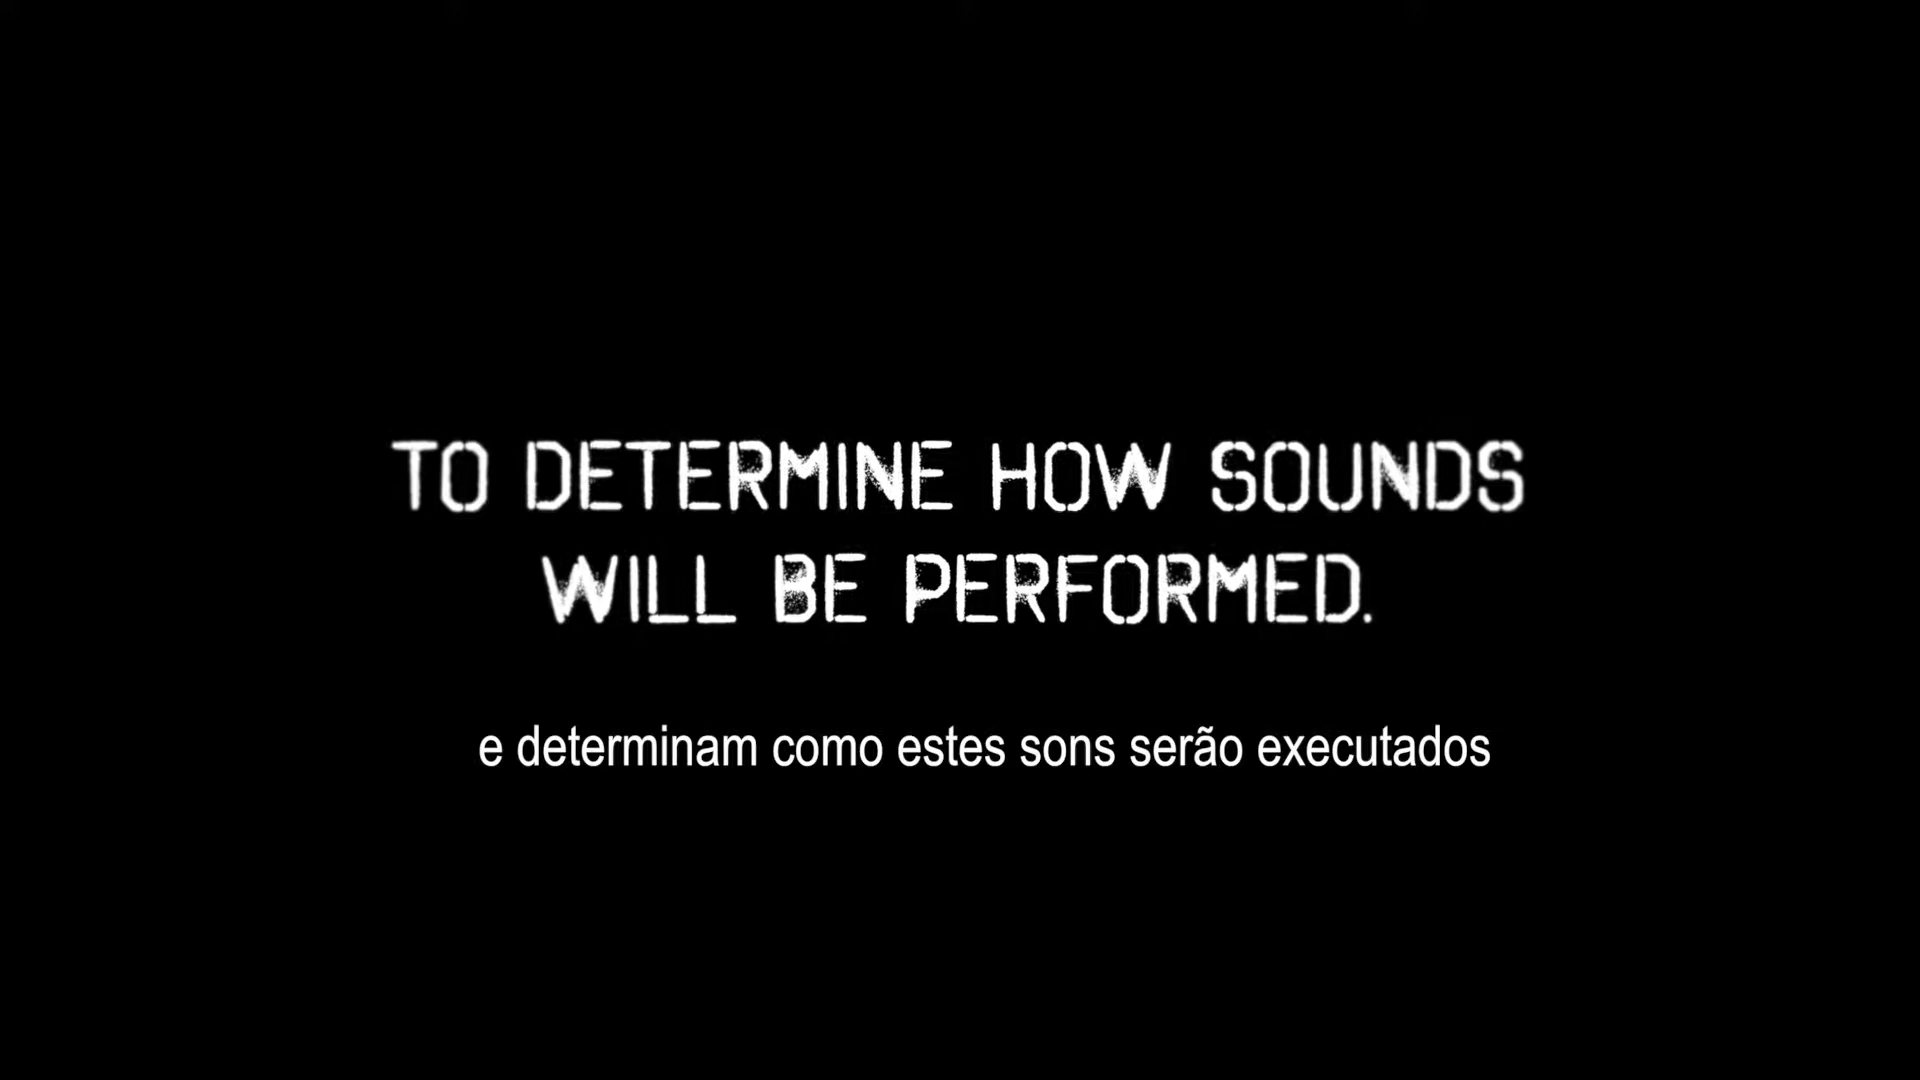 TO DETERMINE HOW SOUNDS
WILL BE PERFORMED.
e determinam como estes sons serão executados